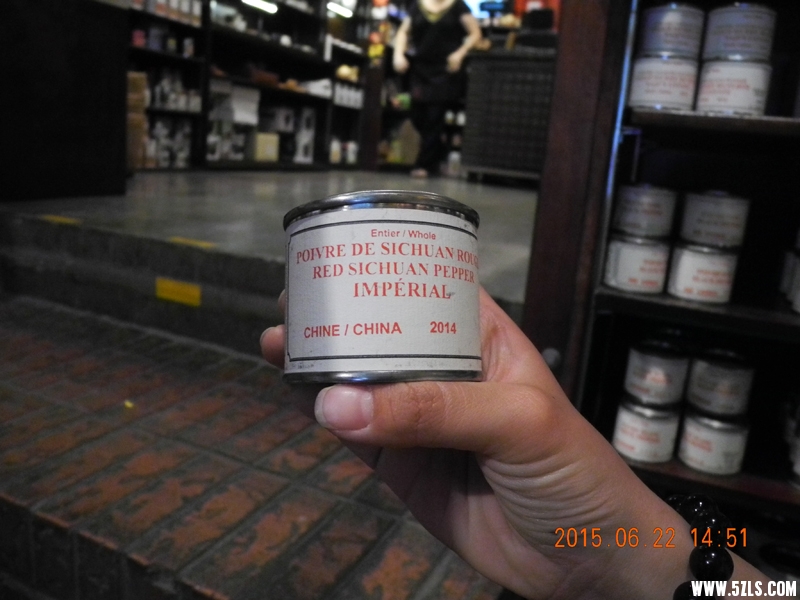 Entier / Whole
POIVRE DE SICHUAN ROUGE
RED SICHUAN PEPPER
IMPÉRIAL
CHINE / CHINA 2014
2015.06.22 14:51
WWW.5ZLS.COM